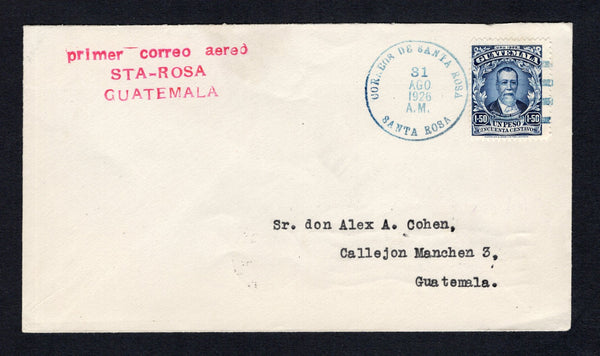 primer correo aereo
STA-ROSA
GUATEMALA
CORREOS DE SANTA ROSA
31
AGO
1926
A.M.
SANTA ROSA
GUATEMALA
1.50
UN PESO
1.50
CINCUENTA CENTAVOS
Sr. don Alex A. Cohen,
Callejon Manchen 3,
Guatemala.